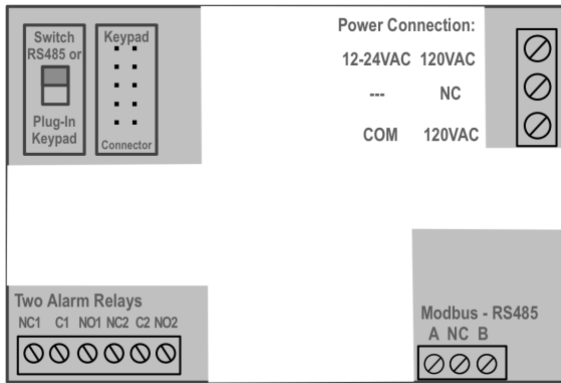 Switch
RS485 or
Plug-In
Keypad
Keypad
Connector
Power Connection:
12-24VAC 120VAC
--- NC
COM 120VAC
Two Alarm Relays
NC1 C1 NO1 NC2 C2 NO2
Modbus - RS485
A NC B